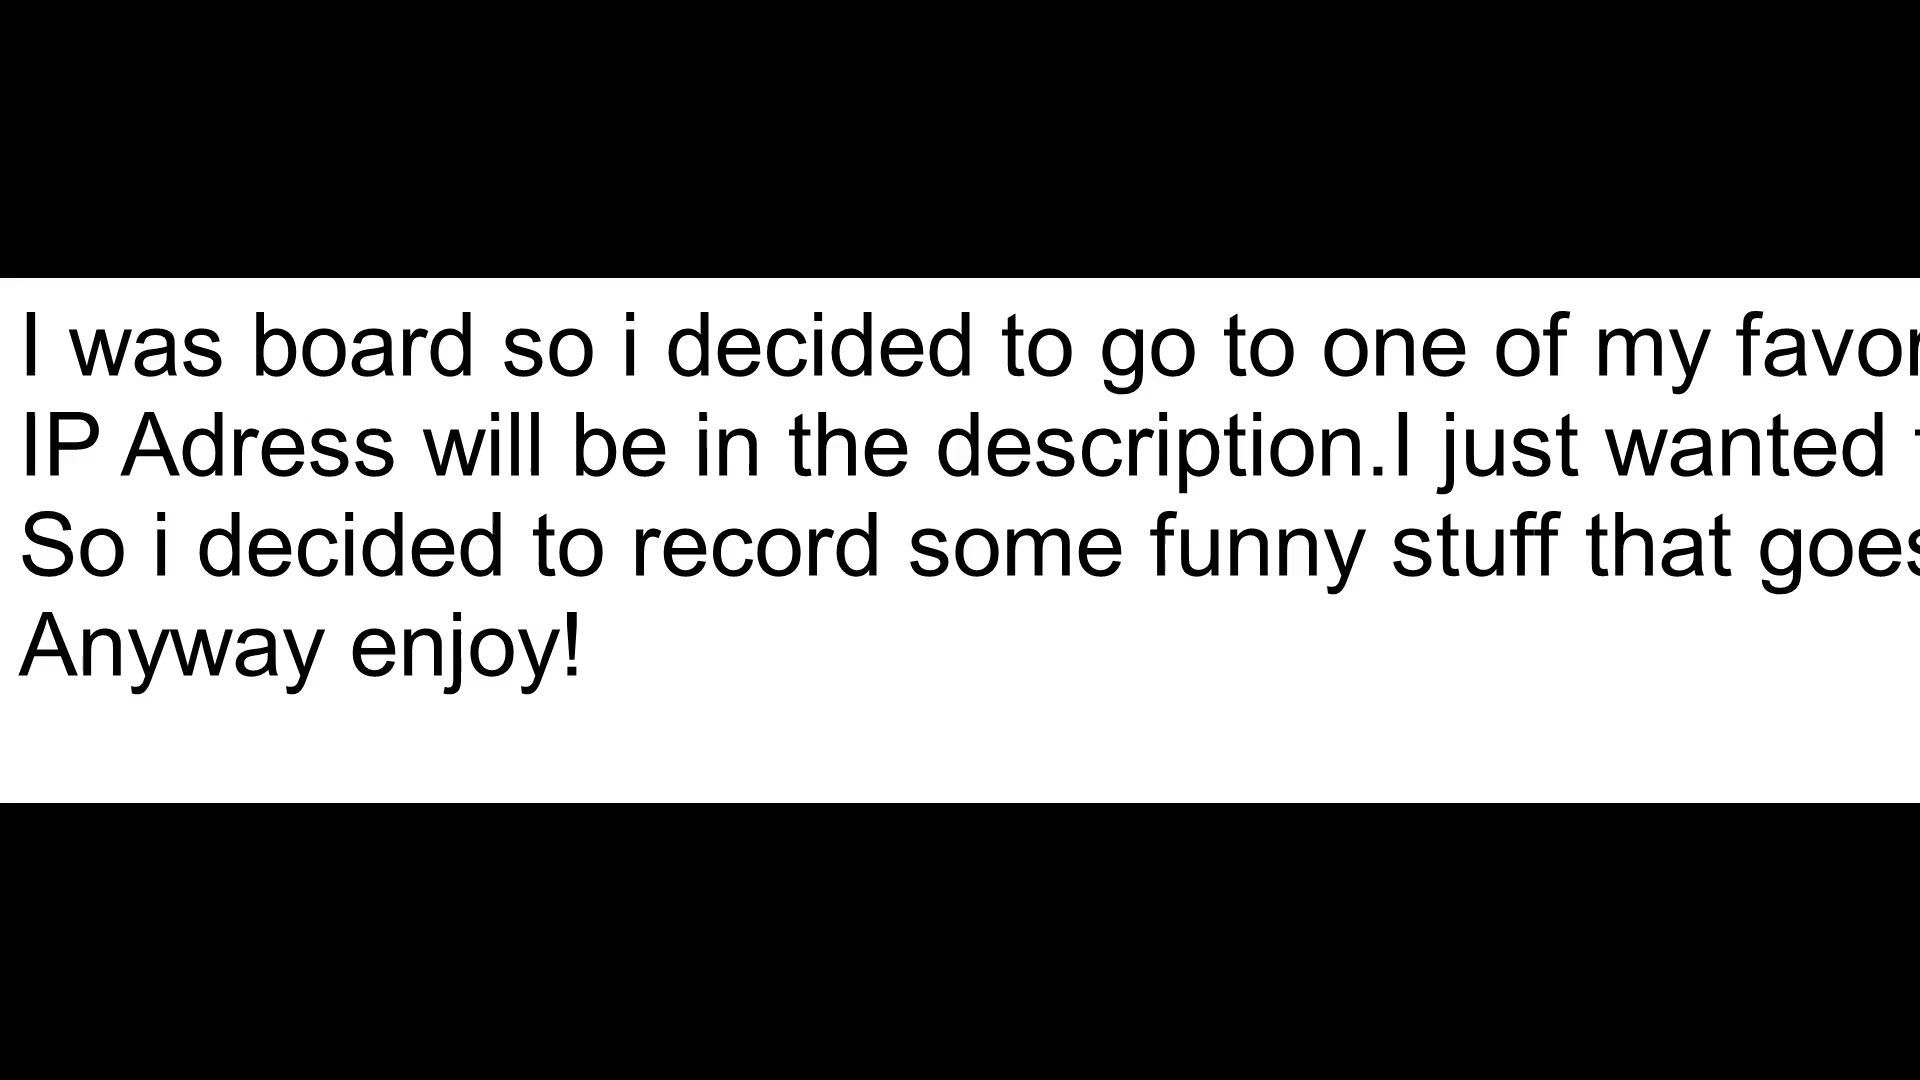 I was board so i decided to go to one of my favor
IP Adress will be in the description.I just wanted
So i decided to record some funny stuff that goes
Anyway enjoy!